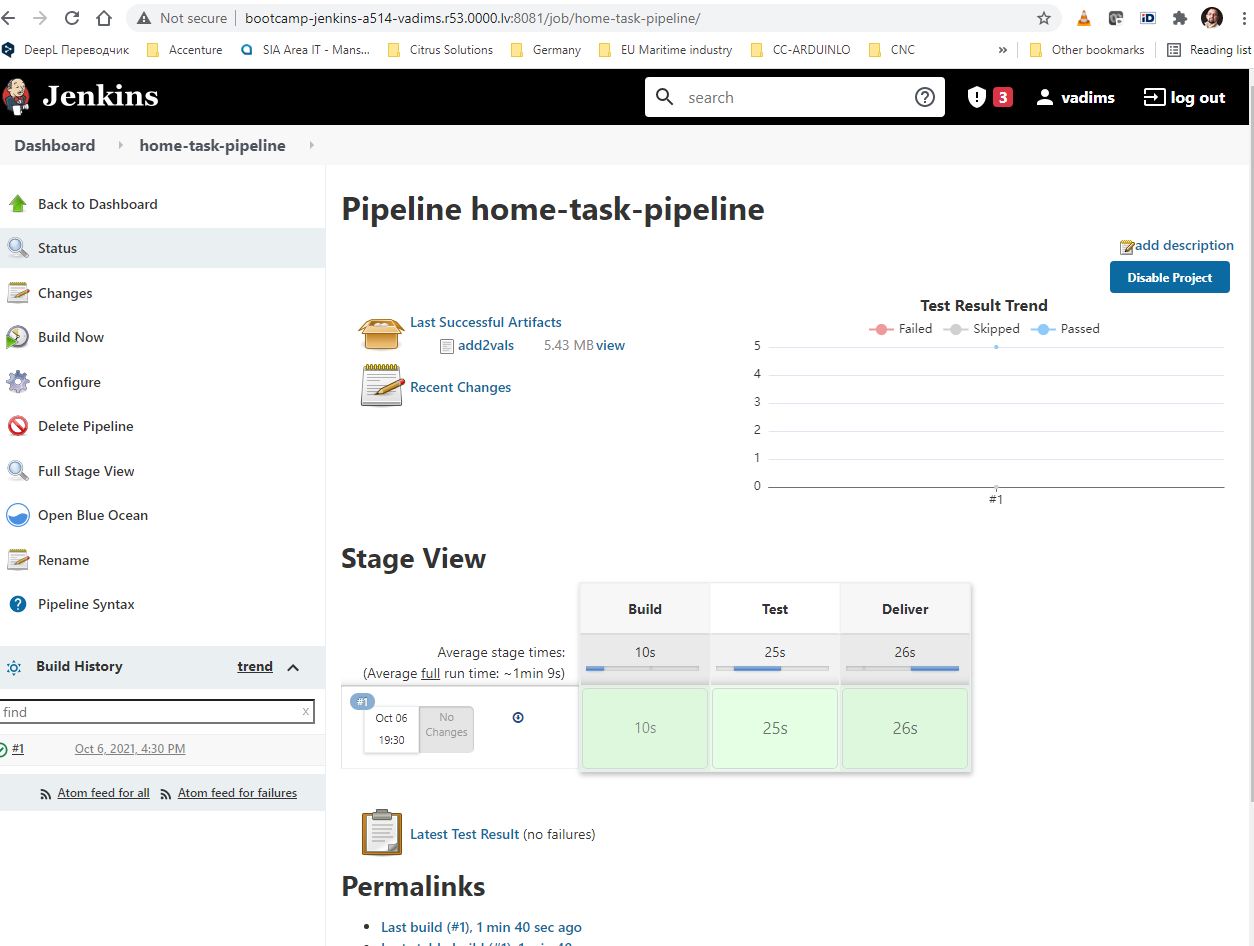 Not secure | bootcamp-jenkins-a514-vadims.r53.0000.lv:8081/job/home-task-pipeline/
DeepL Переводчик Accenture SIA Area IT - Mans... Citrus Solutions Germany EU Maritime industry CC-ARDUINLO CNC » Other bookmarks Reading list
Jenkins search 3 vadims log out
Dashboard home-task-pipeline
Back to Dashboard
Status
Changes
Build Now
Configure
Delete Pipeline
Full Stage View
Open Blue Ocean
Rename
Pipeline Syntax
Build History trend
find x
#1 Oct 6, 2021, 4:30 PM
Atom feed for all Atom feed for failures
Pipeline home-task-pipeline
add description
Disable Project
Last Successful Artifacts
add2vals 5.43 MB view
Recent Changes
Test Result Trend
Failed Skipped Passed
5
4
3
2
1
0
#1
Stage View
Build Test Deliver
Average stage times: 10s 25s 26s
(Average full run time: ~1min 9s)
#1
Oct 06
19:30
No
Changes
10s 25s 26s
Latest Test Result (no failures)
Permalinks
Last build (#1), 1 min 40 sec ago